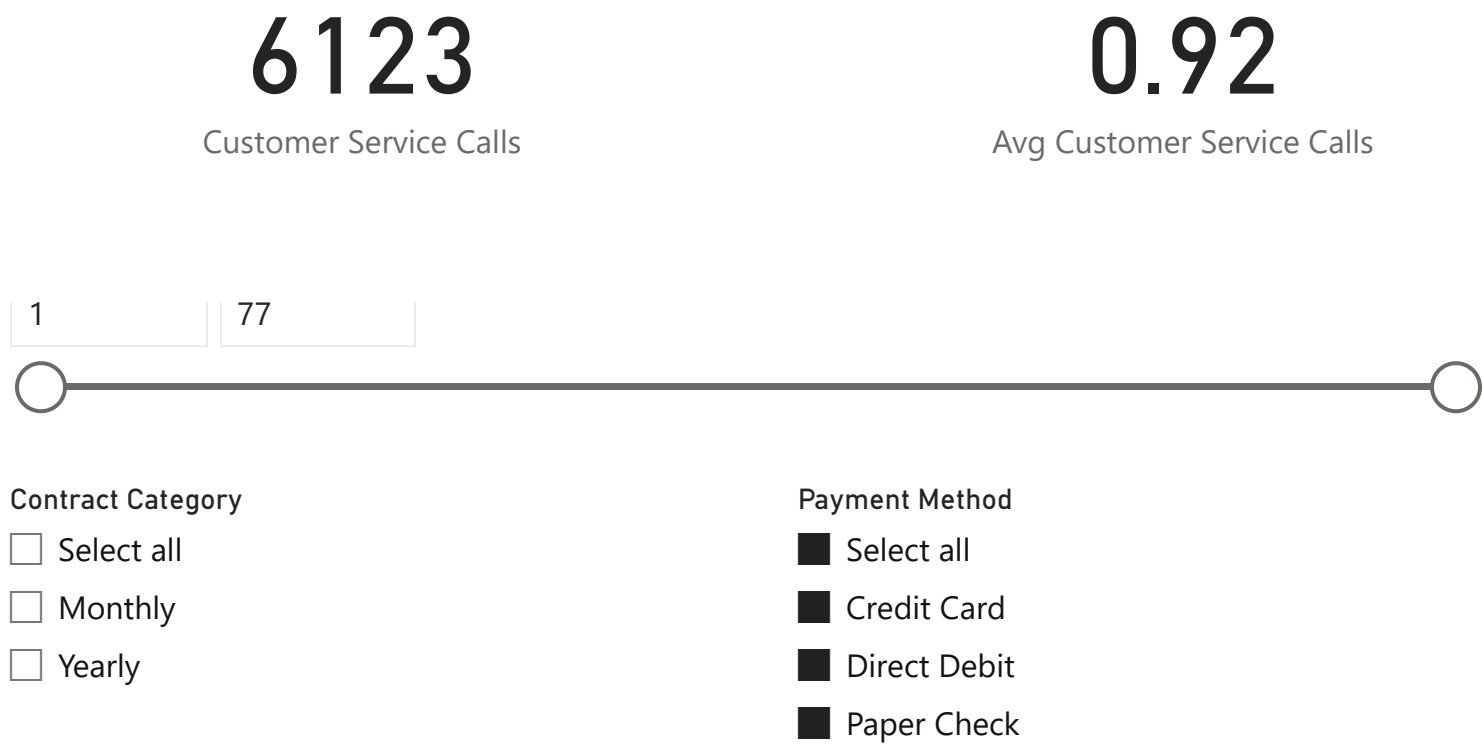 6123
0.92
Customer Service Calls
Avg Customer Service Calls
1
77
Contract Category
Payment Method
Select all
Select all
Monthly
Credit Card
Yearly
Direct Debit
Paper Check